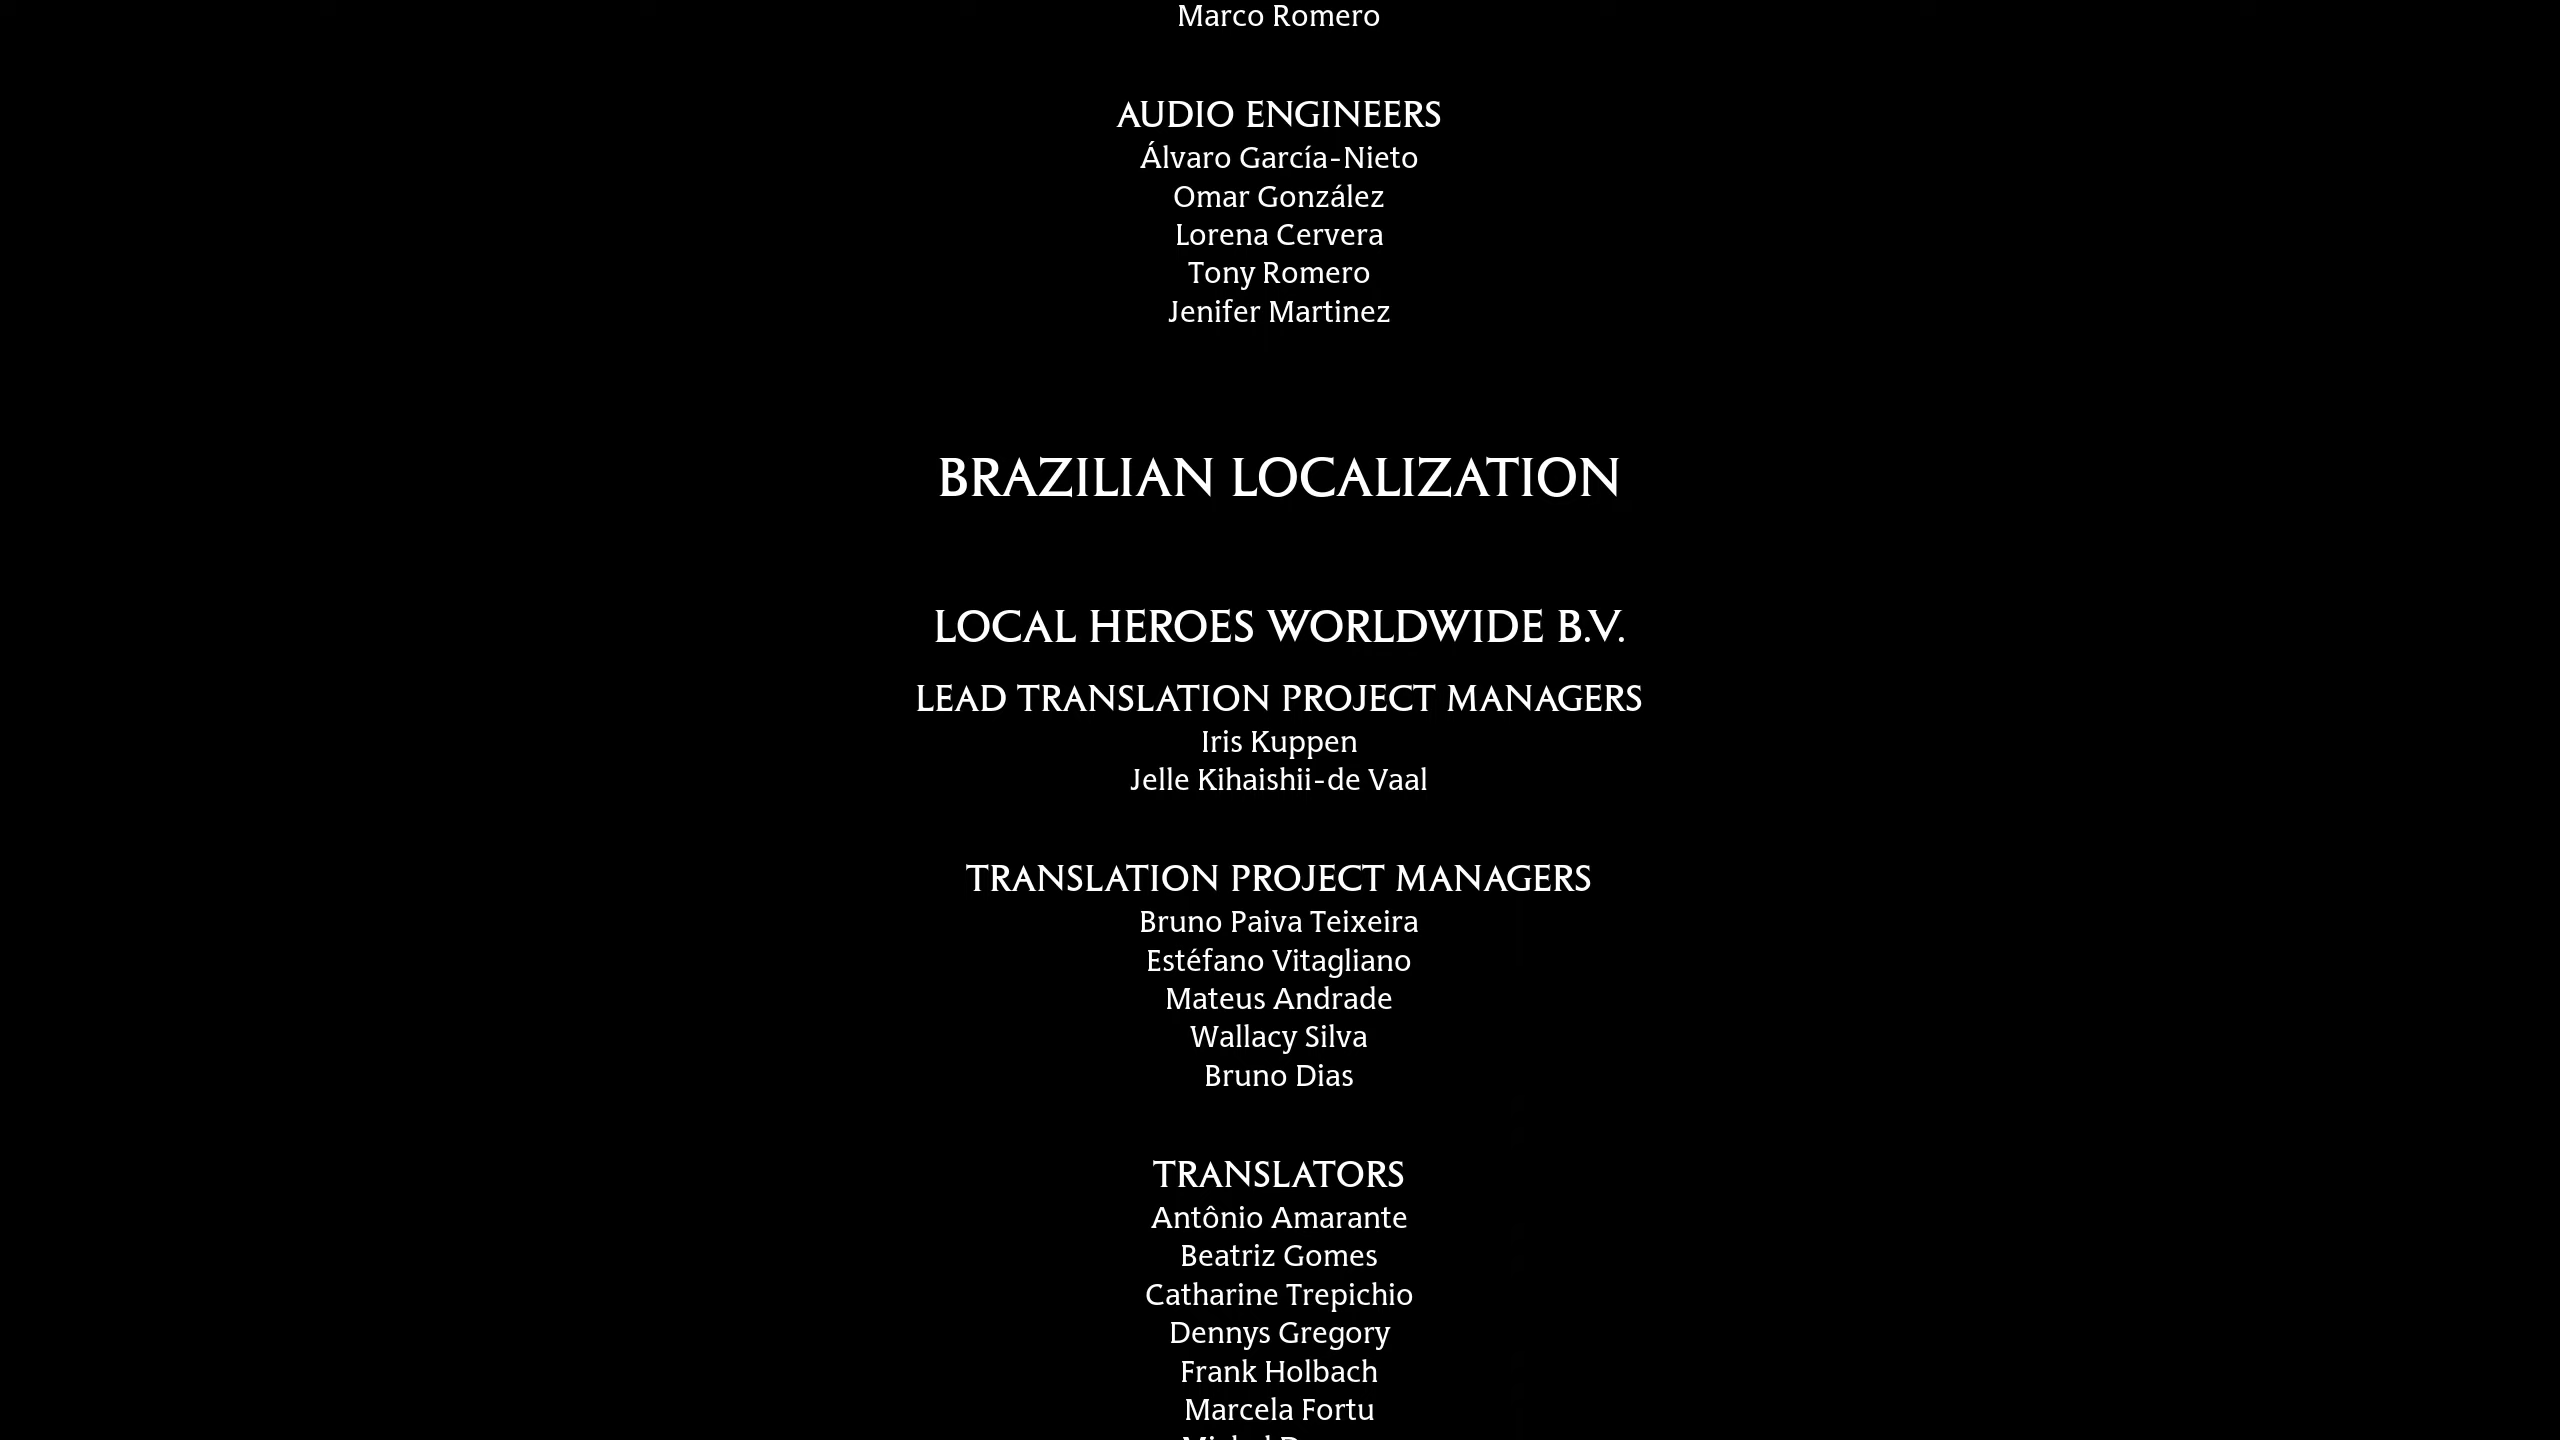 Marco Romero
AUDIO ENGINEERS
Álvaro García-Nieto
Omar González
Lorena Cervera
Tony Romero
Jenifer Martinez
BRAZILIAN LOCALIZATION
LOCAL HEROES WORLDWIDE B.V.
LEAD TRANSLATION PROJECT MANAGERS
Iris Kuppen
Jelle Kihaishii-de Vaal
TRANSLATION PROJECT MANAGERS
Bruno Paiva Teixeira
Estéfano Vitagliano
Mateus Andrade
Wallacy Silva
Bruno Dias
TRANSLATORS
Antônio Amarante
Beatriz Gomes
Catharine Trepichio
Dennys Gregory
Frank Holbach
Marcela Fortu